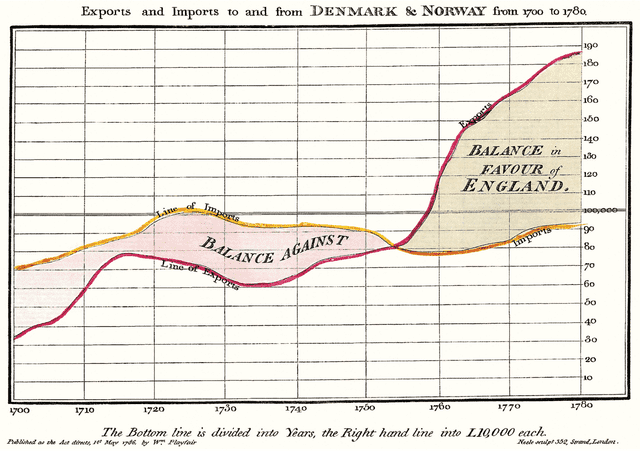 Exports and Imports to and from DENMARK & NORWAY from 1700 to 1780.
190
180
170
160
150
140
130
120
110
100,000
90
80
70
60
50
40
30
20
10
Exports
BALANCE in
FAVOUR of
ENGLAND.
Line of Imports
BALANCE AGAINST
Imports
Line of Exports
1700 1710 1720 1730 1740 1750 1760 1770 1780
The Bottom line is divided into Years, the Right hand line into L10,000 each.
Published as the Act directs, 1st May 1786, by Wm. Playfair
Neele sculpt. 352, Strand, London.